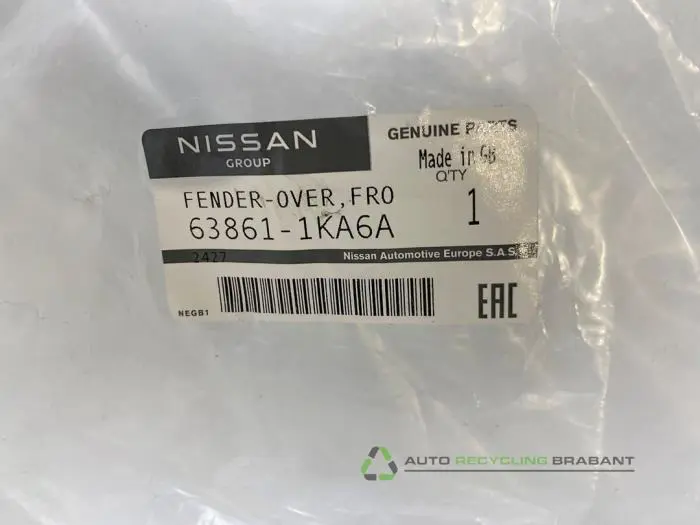 NISSAN
GROUP
GENUINE PARTS
Made in GB
Q'TY
1
FENDER-OVER,FRO
63861-1KA6A
2427
Nissan Automotive Europe S.A.S.
NEGB1
EAC
AUTO RECYCLING BRABANT